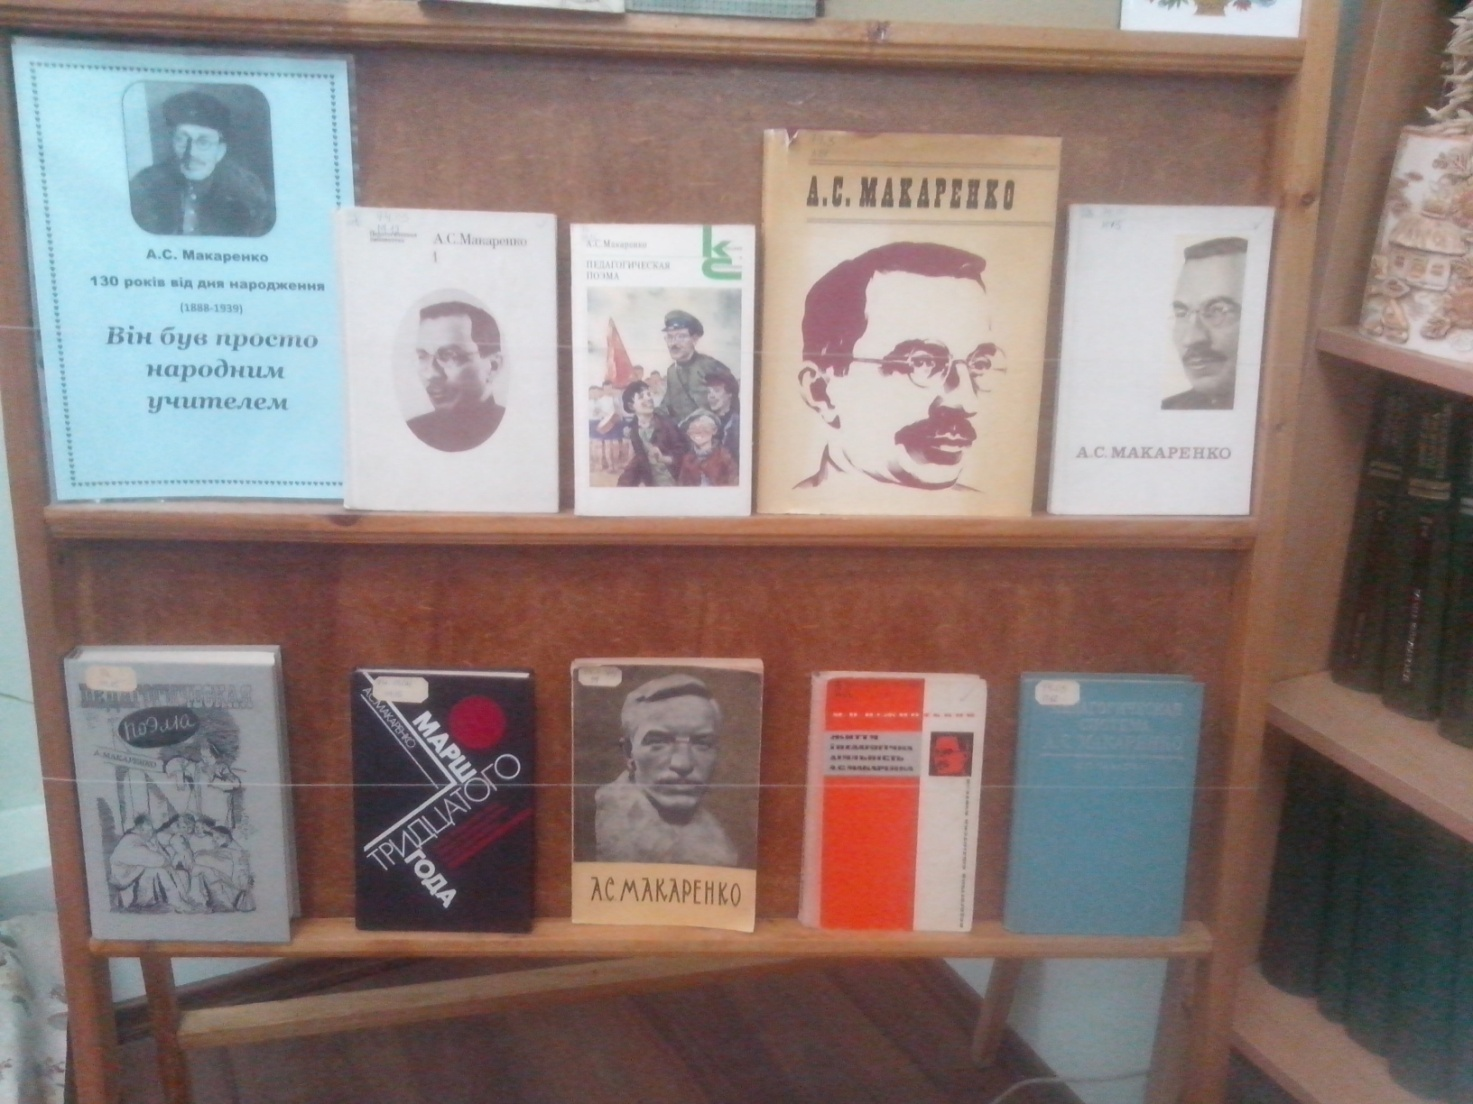 А.С. Макаренко
130 років від дня народження
(1888-1939)
Він був просто
народним
учителем
А.С.Макаренко
1
А.С. Макаренко
ПЕДАГОГИЧЕСКАЯ
ПОЭМА
А.С. МАКАРЕНКО
А.С.МАКАРЕНКО
ПЕДАГОГИЧЕСКАЯ
поэма
А.МАКАРЕНКО
А.С.МАКАРЕНКО
МАРШ
ТРИДЦАТОГО
ГОДА
А.С.МАКАРЕНКО
ЖИТТЯ
І ПЕДАГОГІЧНА
ДІЯЛЬНІСТЬ
А.С.МАКАРЕНКА